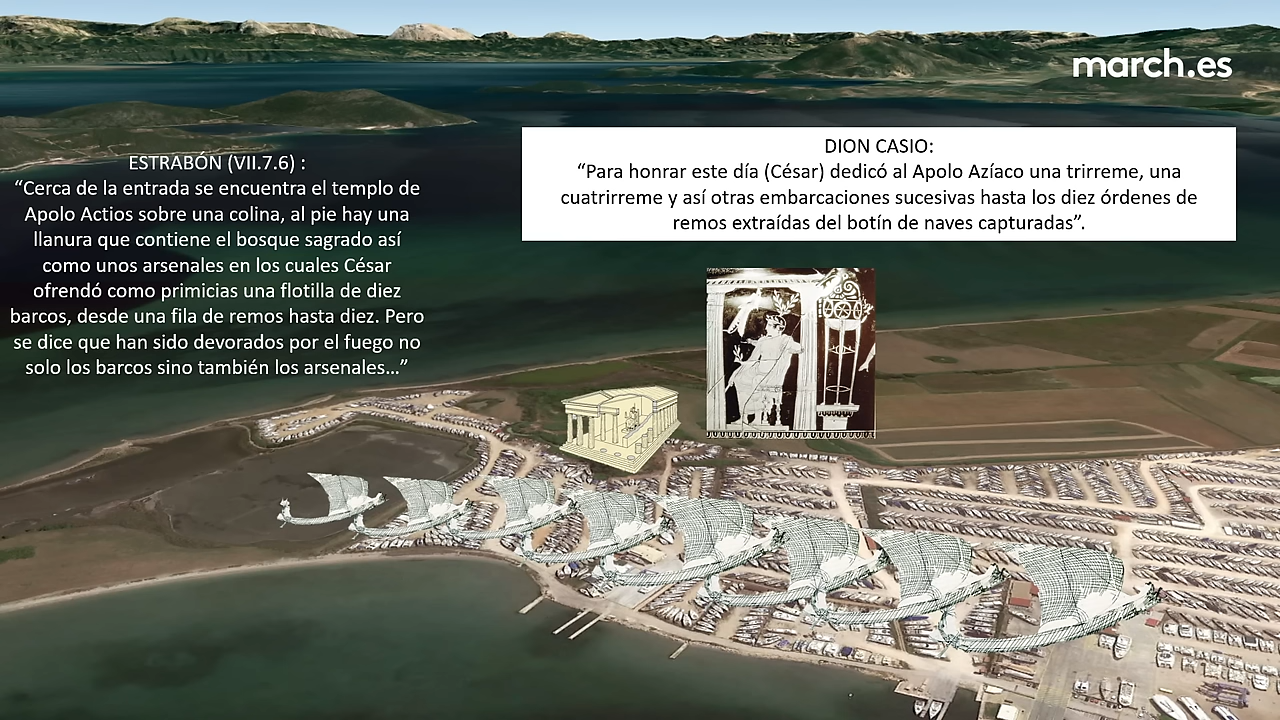 march.es
ESTRABÓN (VII.7.6) :
“Cerca de la entrada se encuentra el templo de
Apolo Actios sobre una colina, al pie hay una
llanura que contiene el bosque sagrado así
como unos arsenales en los cuales César
ofrendó como primicias una flotilla de diez
barcos, desde una fila de remos hasta diez. Pero
se dice que han sido devorados por el fuego no
solo los barcos sino también los arsenales…”
DION CASIO:
“Para honrar este día (César) dedicó al Apolo Azíaco una trirreme, una
cuatrirreme y así otras embarcaciones sucesivas hasta los diez órdenes de
remos extraídas del botín de naves capturadas”.